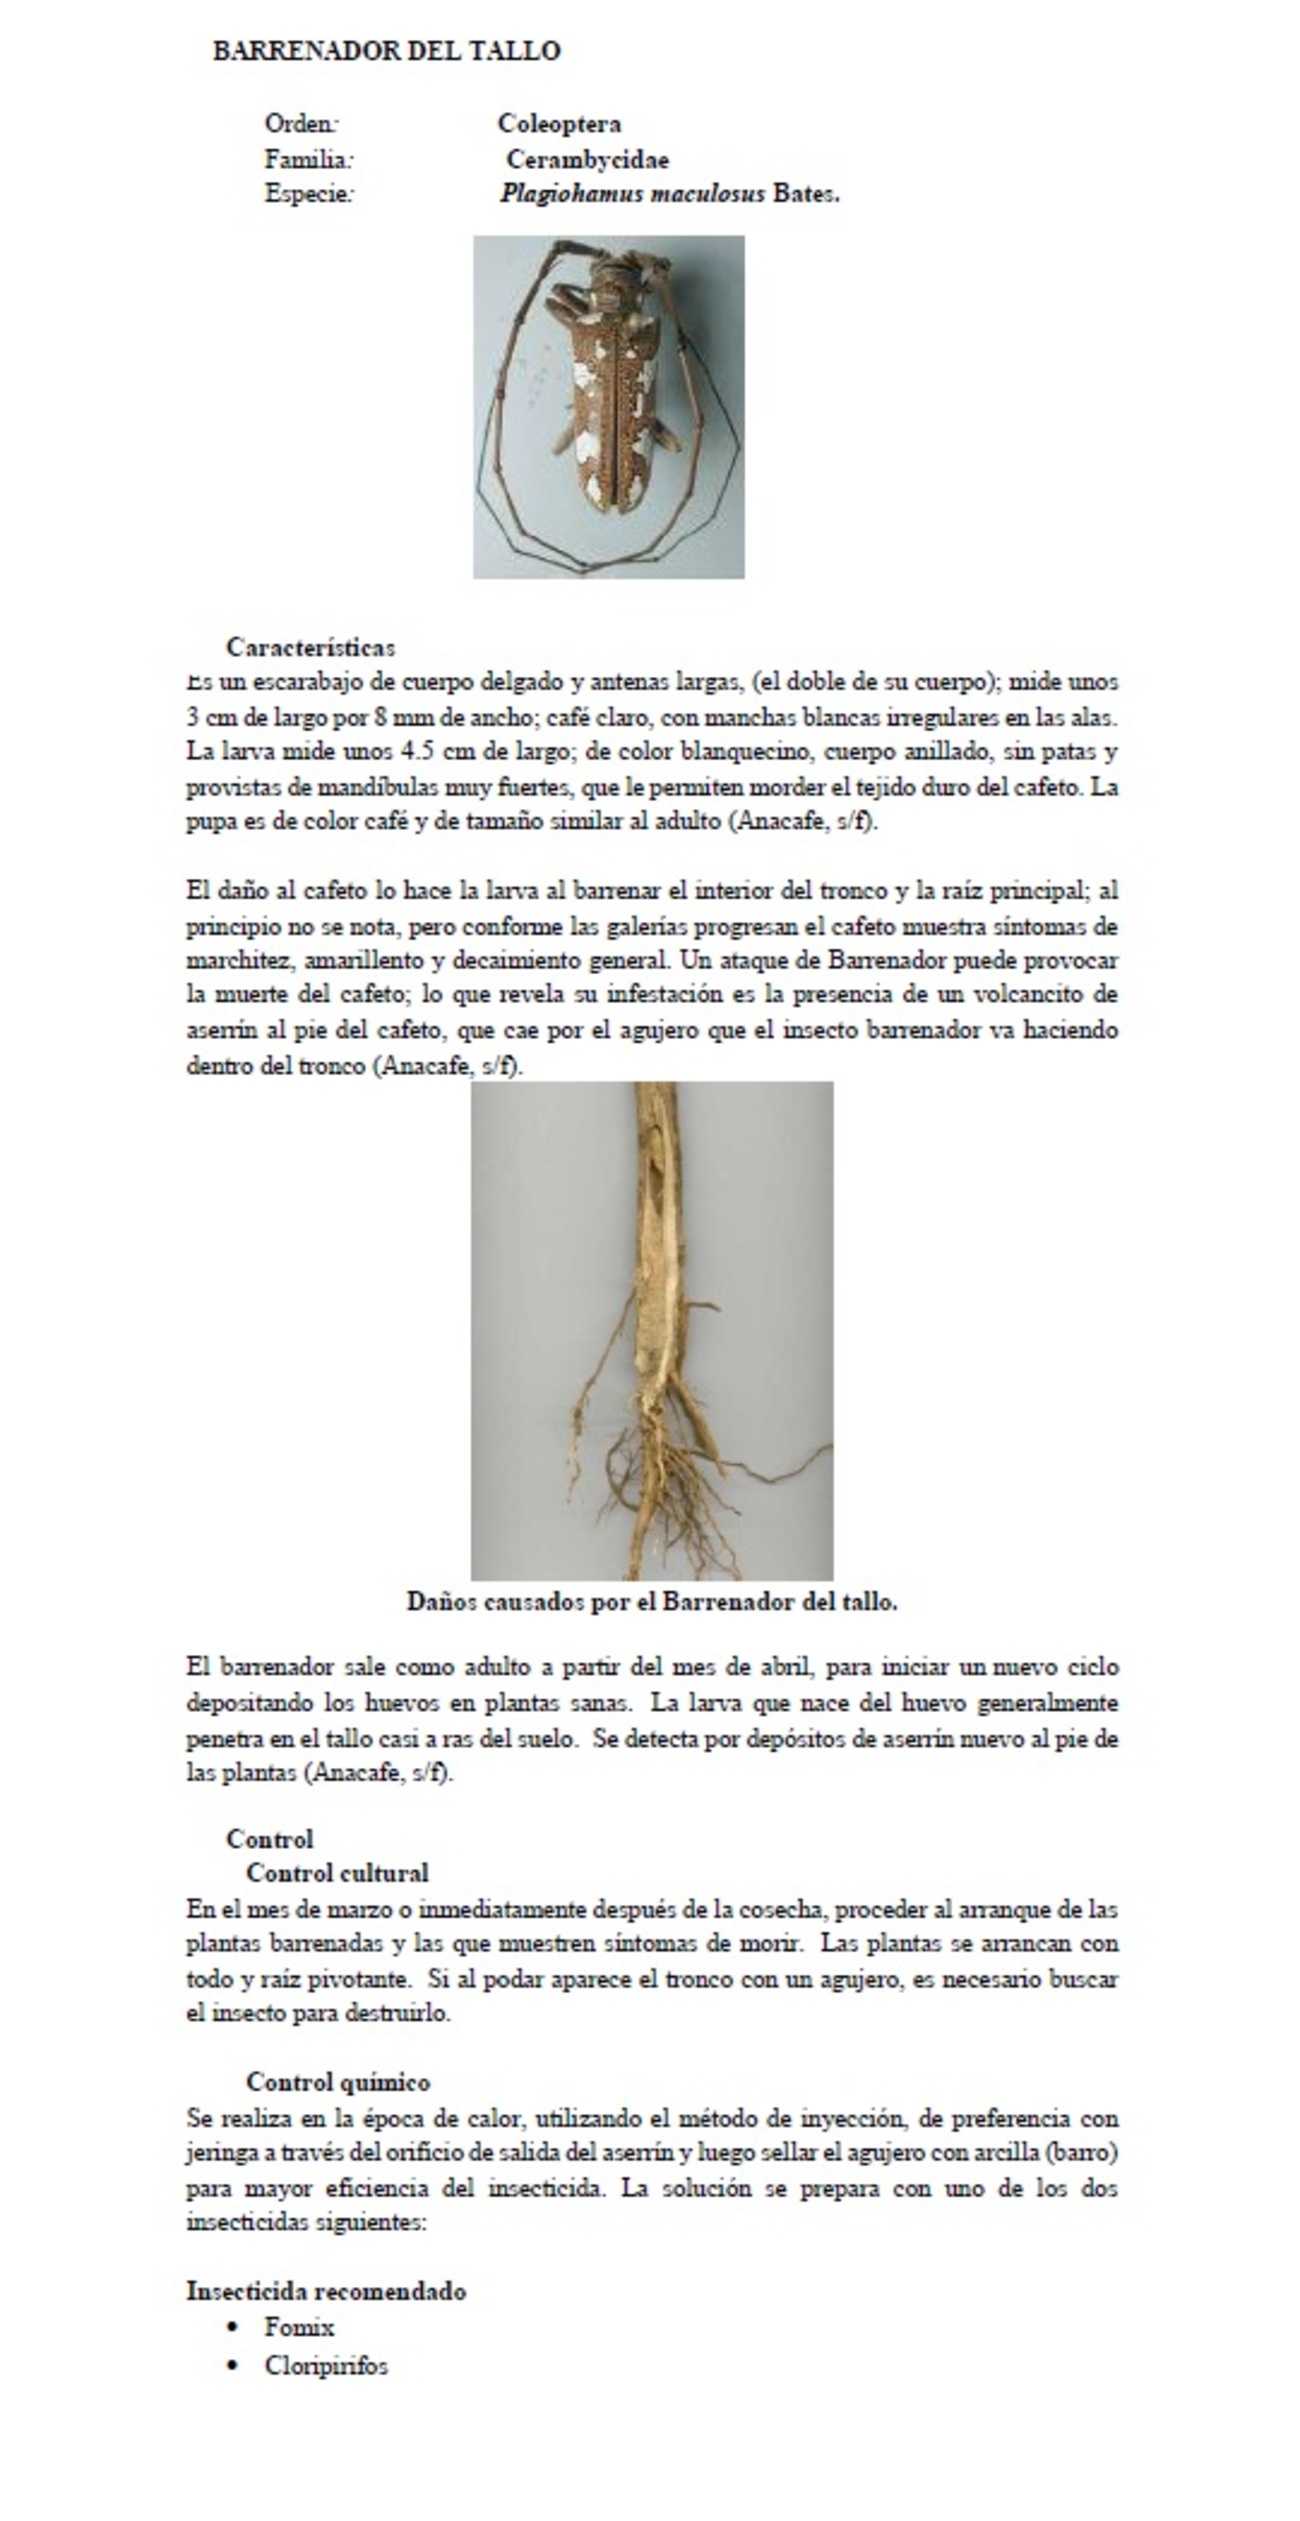 BARRENADOR DEL TALLO
Orden: Coleoptera
Familia: Cerambycidae
Especie: Plagiohamus maculosus Bates.
Características
Es un escarabajo de cuerpo delgado y antenas largas, (el doble de su cuerpo); mide unos
3 cm de largo por 8 mm de ancho; café claro, con manchas blancas irregulares en las alas.
La larva mide unos 4.5 cm de largo; de color blanquecino, cuerpo anillado, sin patas y
provistas de mandíbulas muy fuertes, que le permiten morder el tejido duro del cafeto. La
pupa es de color café y de tamaño similar al adulto (Anacafe, s/f).
El daño al cafeto lo hace la larva al barrenar el interior del tronco y la raíz principal; al
principio no se nota, pero conforme las galerías progresan el cafeto muestra síntomas de
marchitez, amarillento y decaimiento general. Un ataque de Barrenador puede provocar
la muerte del cafeto; lo que revela su infestación es la presencia de un volcancito de
aserrín al pie del cafeto, que cae por el agujero que el insecto barrenador va haciendo
dentro del tronco (Anacafe, s/f).
Daños causados por el Barrenador del tallo.
El barrenador sale como adulto a partir del mes de abril, para iniciar un nuevo ciclo
depositando los huevos en plantas sanas. La larva que nace del huevo generalmente
penetra en el tallo casi a ras del suelo. Se detecta por depósitos de aserrín nuevo al pie de
las plantas (Anacafe, s/f).
Control
Control cultural
En el mes de marzo o inmediatamente después de la cosecha, proceder al arranque de las
plantas barrenadas y las que muestren síntomas de morir. Las plantas se arrancan con
todo y raíz pivotante. Si al podar aparece el tronco con un agujero, es necesario buscar
el insecto para destruirlo.
Control químico
Se realiza en la época de calor, utilizando el método de inyección, de preferencia con
jeringa a través del orificio de salida del aserrín y luego sellar el agujero con arcilla (barro)
para mayor eficiencia del insecticida. La solución se prepara con uno de los dos
insecticidas siguientes:
Insecticida recomendado
• Fomix
• Cloripirifos